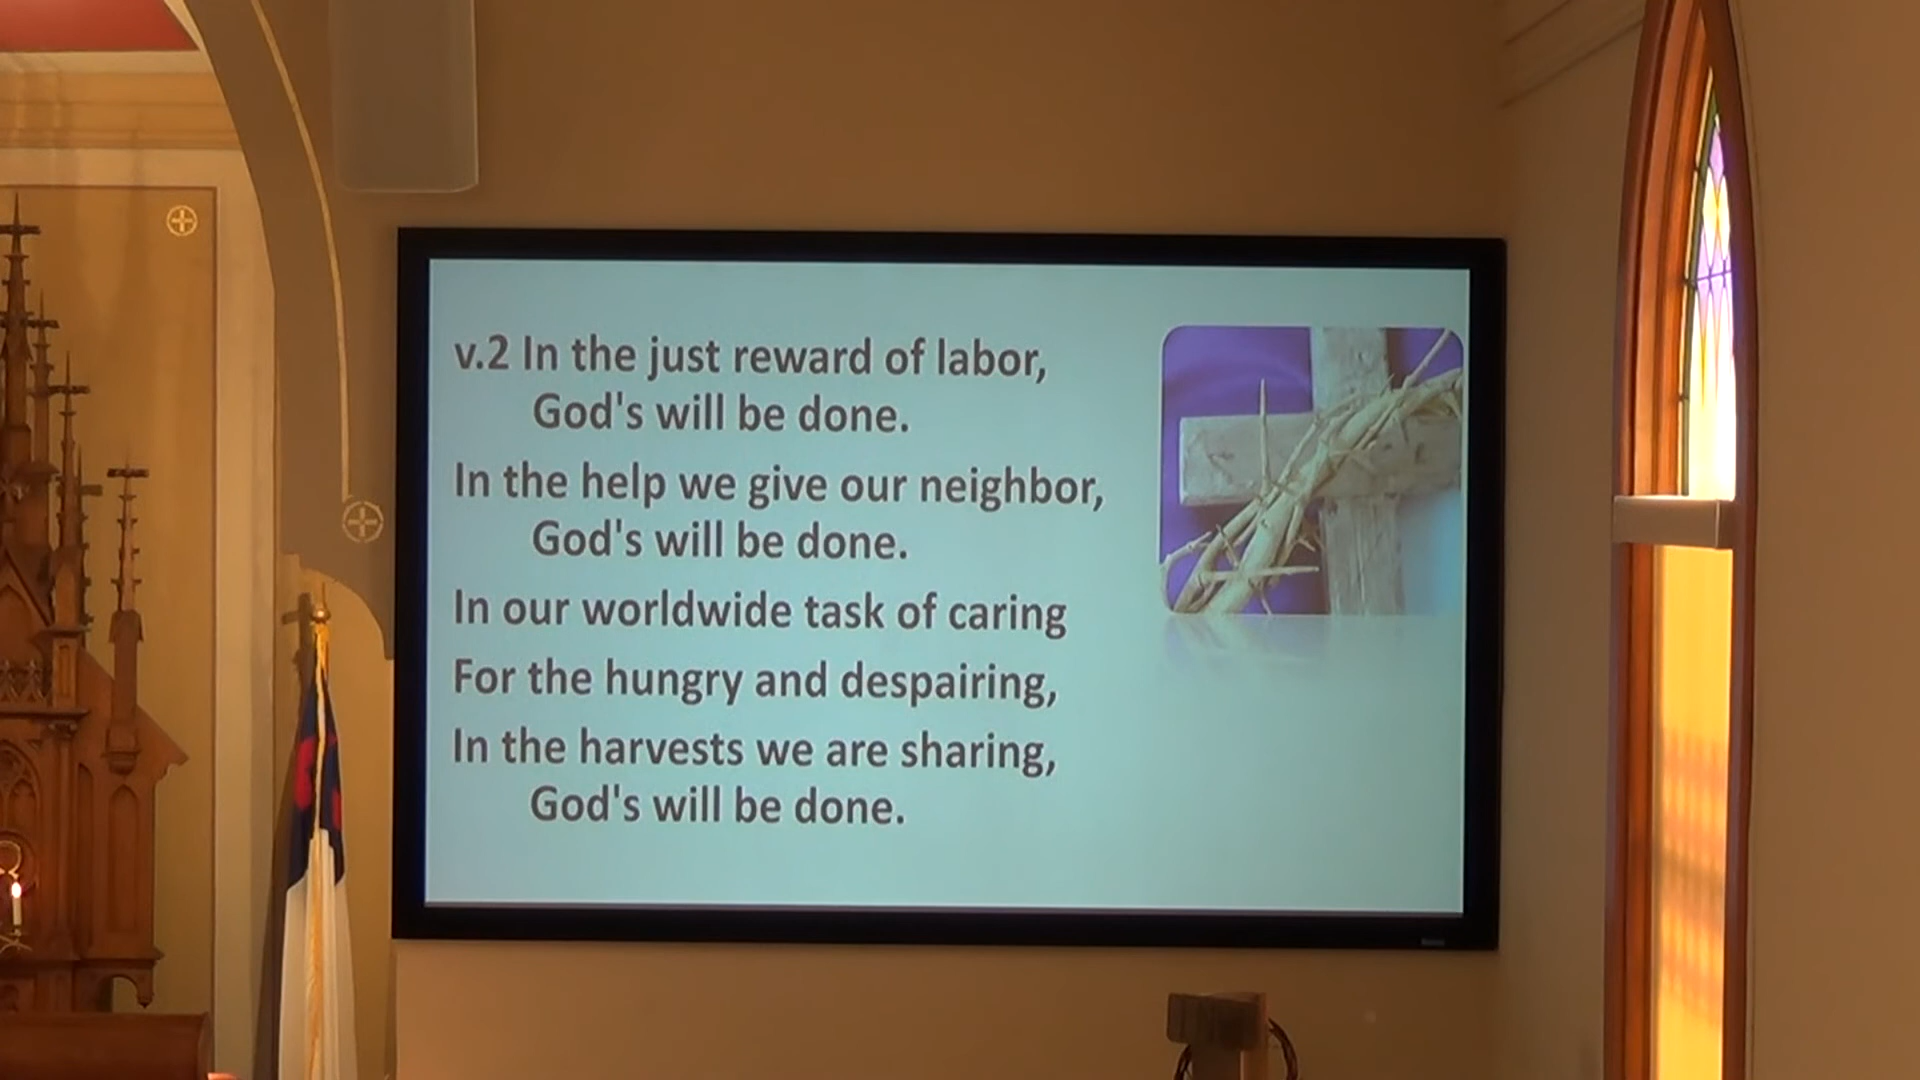 v.2 In the just reward of labor,
God's will be done.
In the help we give our neighbor,
God's will be done.
In our worldwide task of caring
For the hungry and despairing,
In the harvests we are sharing,
God's will be done.